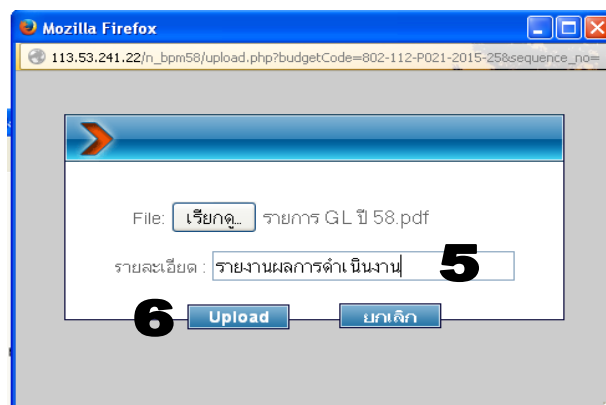 Mozilla Firefox
113.53.241.22/n_bpm58/upload.php?budgetCode=802-112-P021-2015-25&sequence_no=
File: เรียกดู... รายการ GL ปี 58.pdf
รายละเอียด : รายงานผลการดำเนินงาน 5
6 Upload ยกเลิก